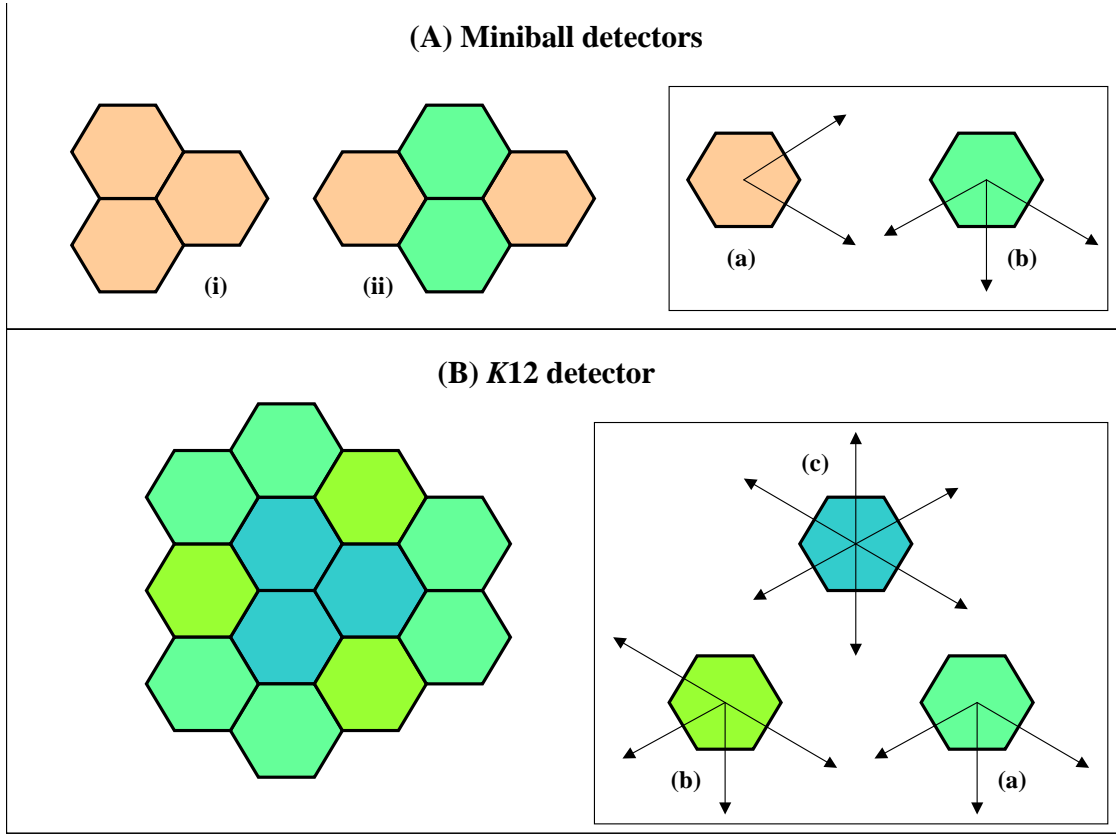 (A) Miniball detectors
(i)
(ii)
(a)
(b)
(B) K12 detector
(c)
(b)
(a)